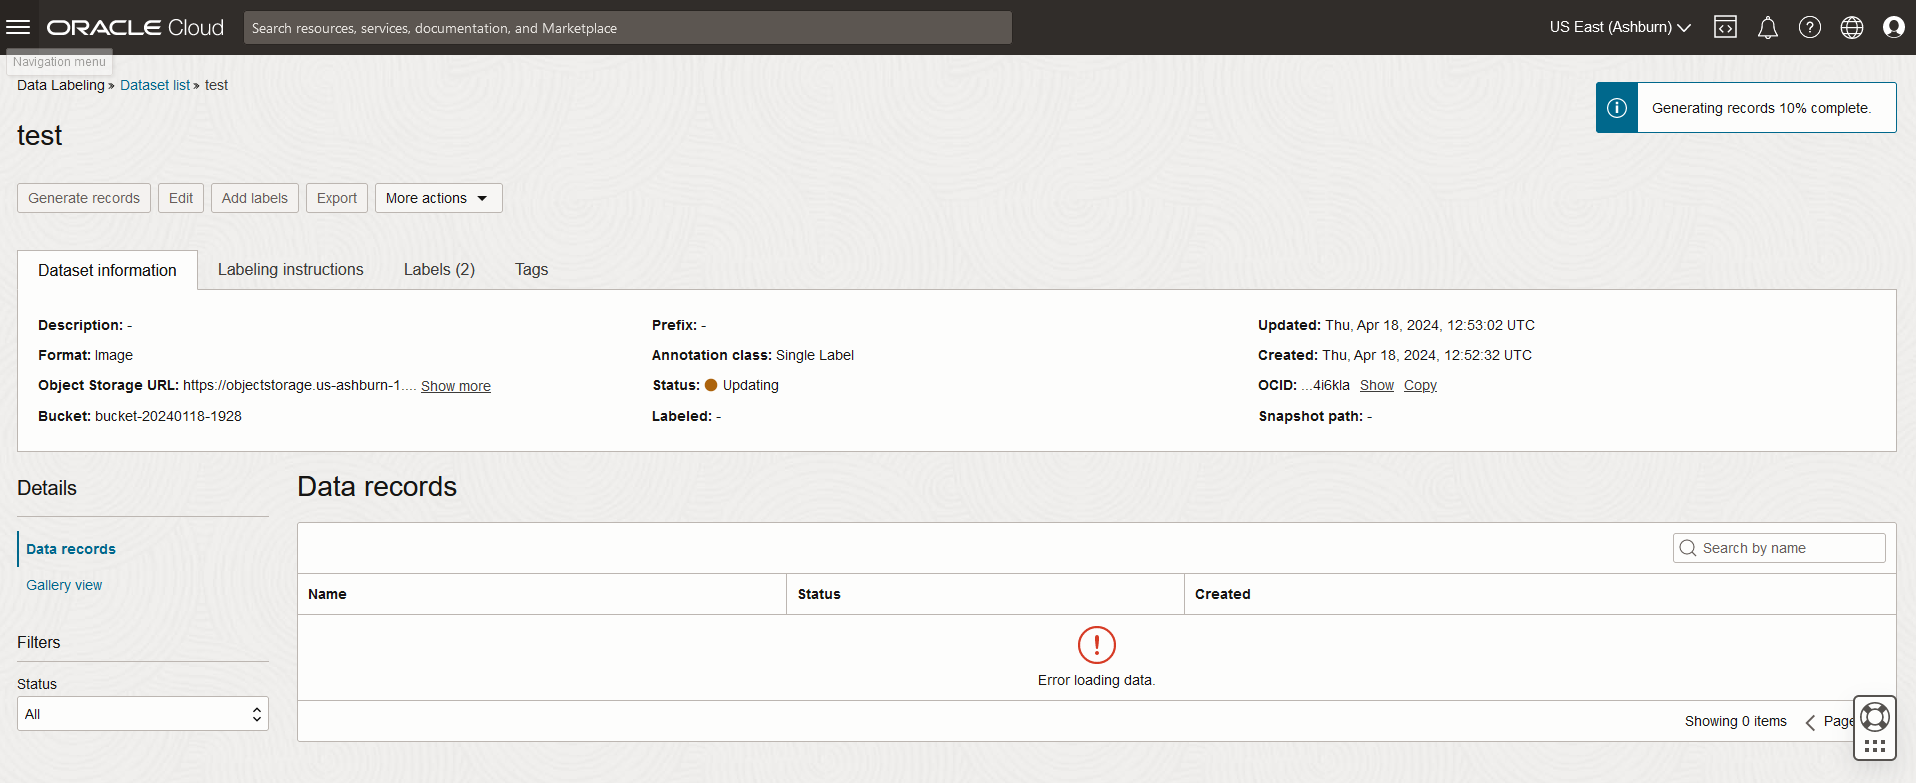 ORACLE Cloud
Search resources, services, documentation, and Marketplace
US East (Ashburn)
Navigation menu
Data Labeling » Dataset list » test
Generating records 10% complete.
test
Generate records
Edit
Add labels
Export
More actions
Dataset information
Labeling instructions
Labels (2)
Tags
Description: -
Format: Image
Object Storage URL: https://objectstorage.us-ashburn-1.... Show more
Bucket: bucket-20240118-1928
Prefix: -
Annotation class: Single Label
Status: Updating
Labeled: -
Updated: Thu, Apr 18, 2024, 12:53:02 UTC
Created: Thu, Apr 18, 2024, 12:52:32 UTC
OCID: ...4i6kla Show Copy
Snapshot path: -
Details
Data records
Gallery view
Filters
Status
All
Data records
Search by name
Name
Status
Created
Error loading data.
Showing 0 items
Page